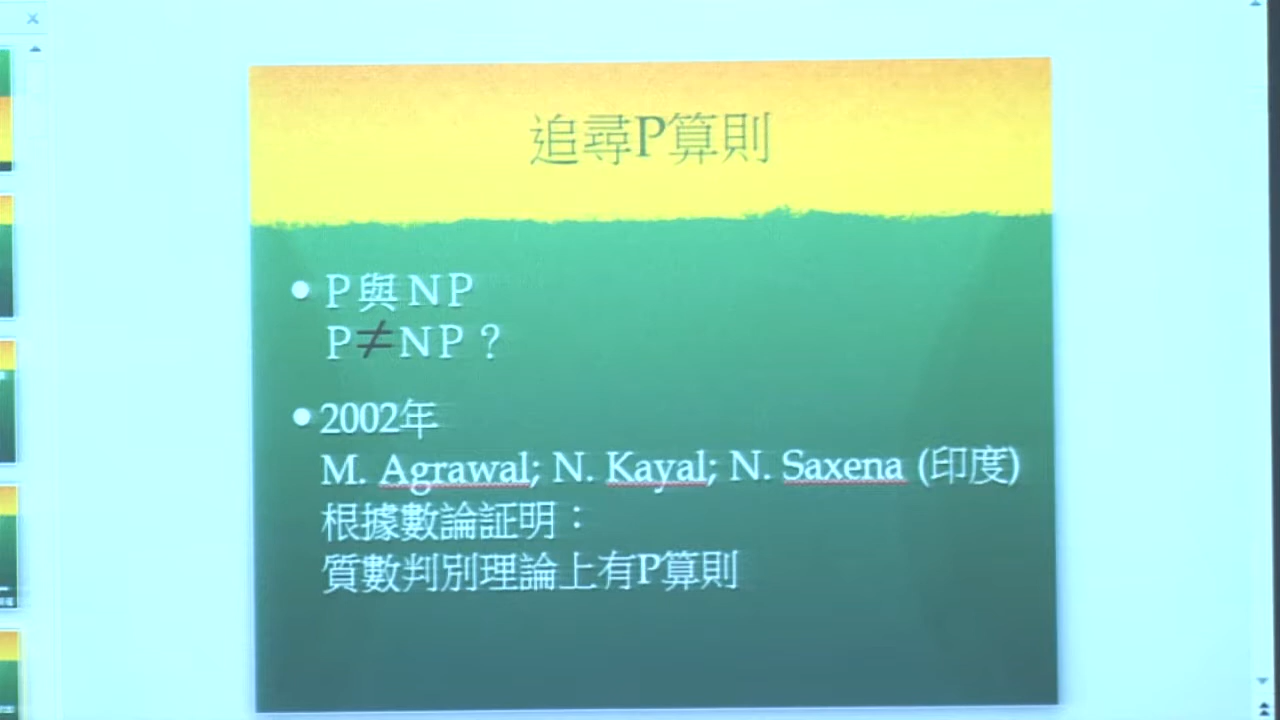 追尋P算則
P與NP
P≠NP？
2002年
M. Agrawal; N. Kayal; N. Saxena (印度)
根據數論証明：
質數判別理論上有P算則